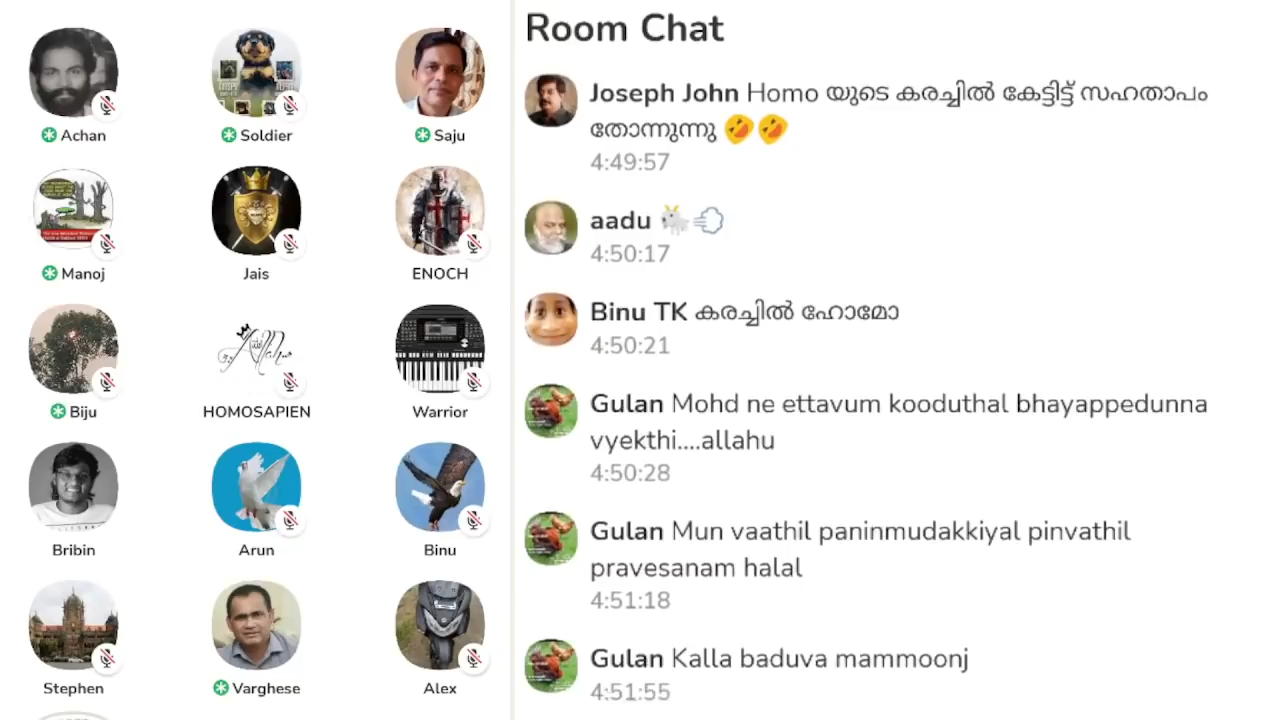 Achan
Soldier
Saju
Manoj
Jais
ENOCH
Biju
HOMOSAPIEN
Warrior
Bribin
Arun
Binu
Stephen
Varghese
Alex
Room Chat
Joseph John Homo യുടെ കരച്ചിൽ കേട്ടിട്ട് സഹതാപം
തോന്നുന്നു 🤣🤣
4:49:57
aadu 🐐💨
4:50:17
Binu TK കരച്ചിൽ ഹോമോ
4:50:21
Gulan Mohd ne ettavum kooduthal bhayappedunna
vyekthi....allahu
4:50:28
Gulan Mun vaathil paninmudakkiyal pinvathil
pravesanam halal
4:51:18
Gulan Kalla baduva mammoonj
4:51:55